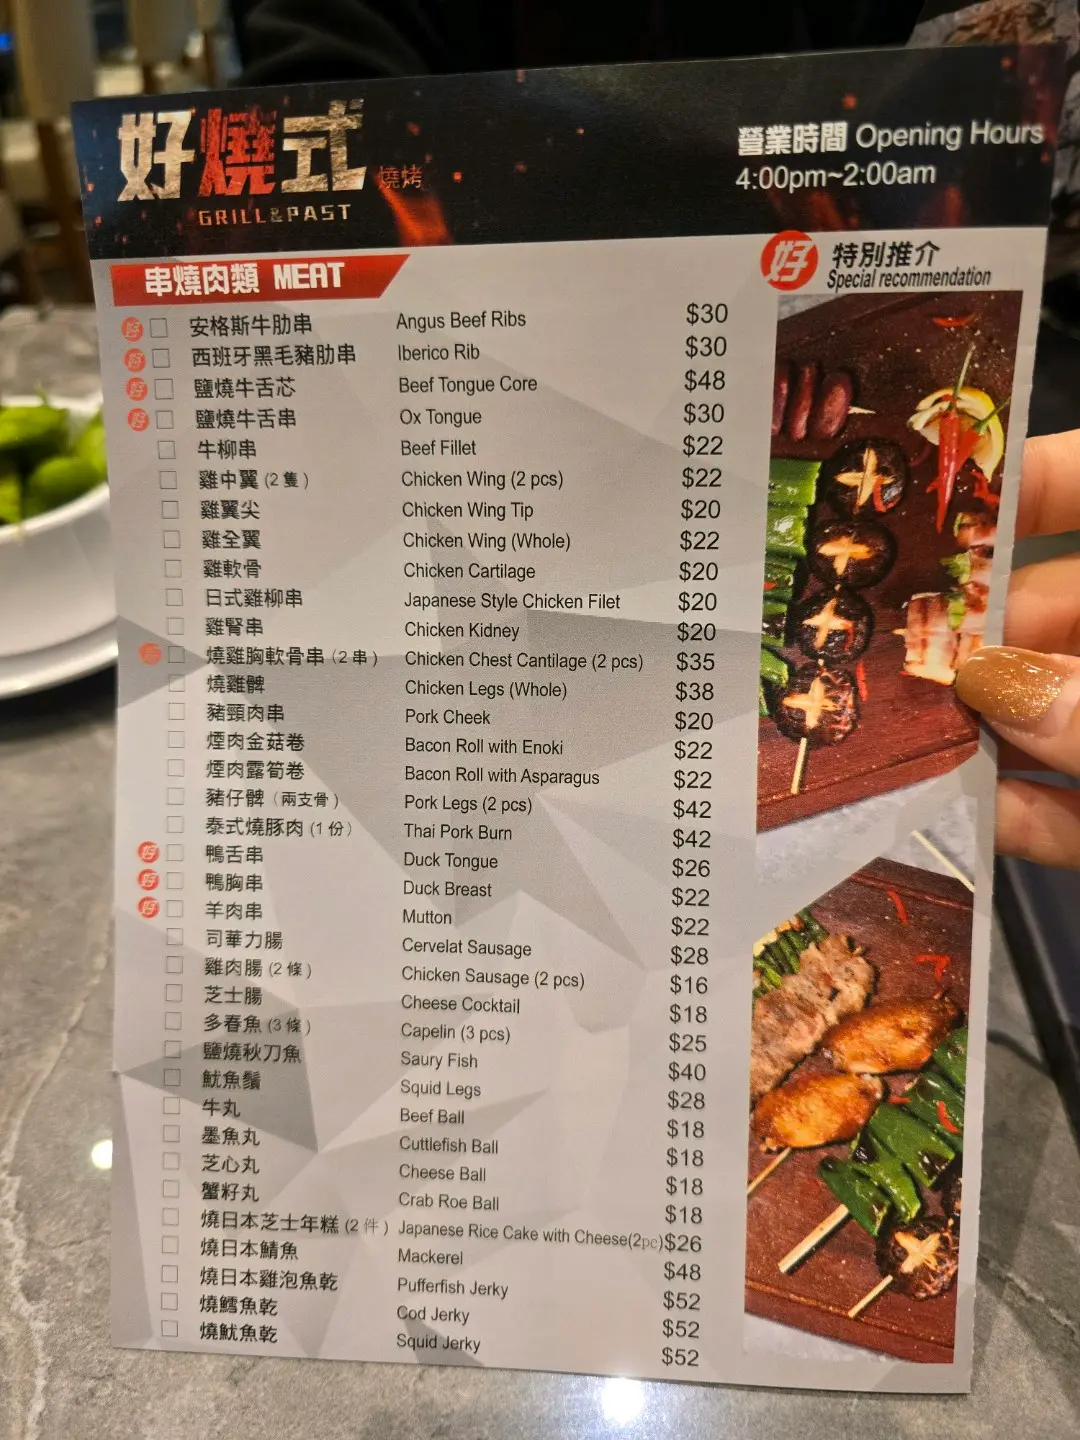 好燒式 燒烤
GRILL&PAST
營業時間 Opening Hours
4:00pm~2:00am
串燒肉類 MEAT
好 特別推介
Special recommendation
好 安格斯牛肋串 Angus Beef Ribs $30
好 西班牙黑毛豬肋串 Iberico Rib $30
好 鹽燒牛舌芯 Beef Tongue Core $48
好 鹽燒牛舌串 Ox Tongue $30
牛柳串 Beef Fillet $22
雞中翼 (2 隻) Chicken Wing (2 pcs) $22
雞翼尖 Chicken Wing Tip $20
雞全翼 Chicken Wing (Whole) $22
雞軟骨 Chicken Cartilage $20
日式雞柳串 Japanese Style Chicken Filet $20
雞腎串 Chicken Kidney $20
好 燒雞胸軟骨串 (2 串) Chicken Chest Cantilage (2 pcs) $35
燒雞髀 Chicken Legs (Whole) $38
豬頸肉串 Pork Cheek $20
煙肉金菇卷 Bacon Roll with Enoki $22
煙肉露筍卷 Bacon Roll with Asparagus $22
豬仔髀 (兩支骨) Pork Legs (2 pcs) $42
泰式燒豚肉 (1 份) Thai Pork Burn $42
好 鴨舌串 Duck Tongue $26
好 鴨胸串 Duck Breast $22
好 羊肉串 Mutton $22
司華力腸 Cervelat Sausage $28
雞肉腸 (2 條) Chicken Sausage (2 pcs) $16
芝士腸 Cheese Cocktail $18
多春魚 (3 條) Capelin (3 pcs) $25
鹽燒秋刀魚 Saury Fish $40
魷魚鬚 Squid Legs $28
牛丸 Beef Ball $18
墨魚丸 Cuttlefish Ball $18
芝心丸 Cheese Ball $18
蟹籽丸 Crab Roe Ball $18
燒日本芝士年糕 (2 件) Japanese Rice Cake with Cheese(2pc) $26
燒日本鯖魚 Mackerel $48
燒日本雞泡魚乾 Pufferfish Jerky $52
燒鱈魚乾 Cod Jerky $52
燒魷魚乾 Squid Jerky $52